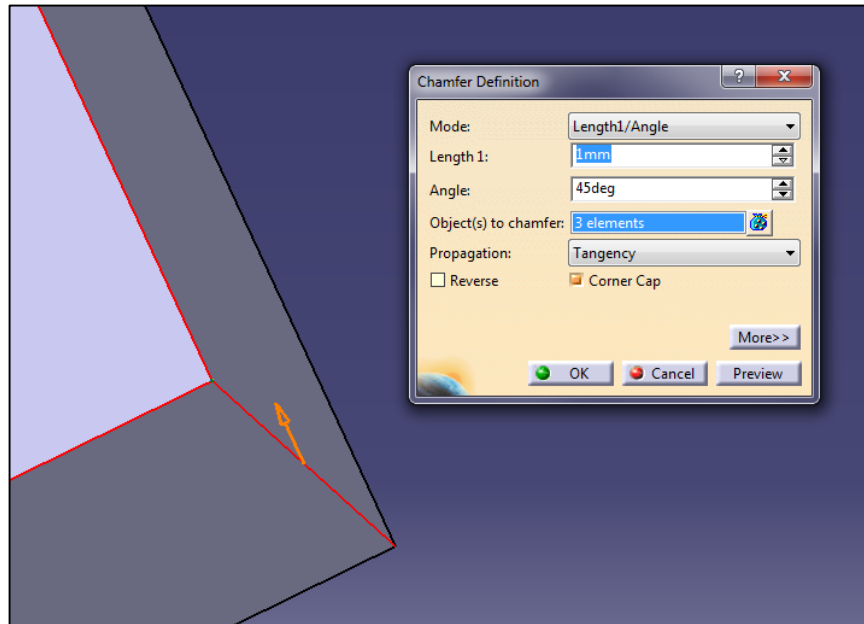 Chamfer Definition
?
X
Mode: Length1/Angle
Length 1: 1mm
Angle: 45deg
Object(s) to chamfer: 3 elements
Propagation: Tangency
Reverse Corner Cap
More>>
OK Cancel Preview